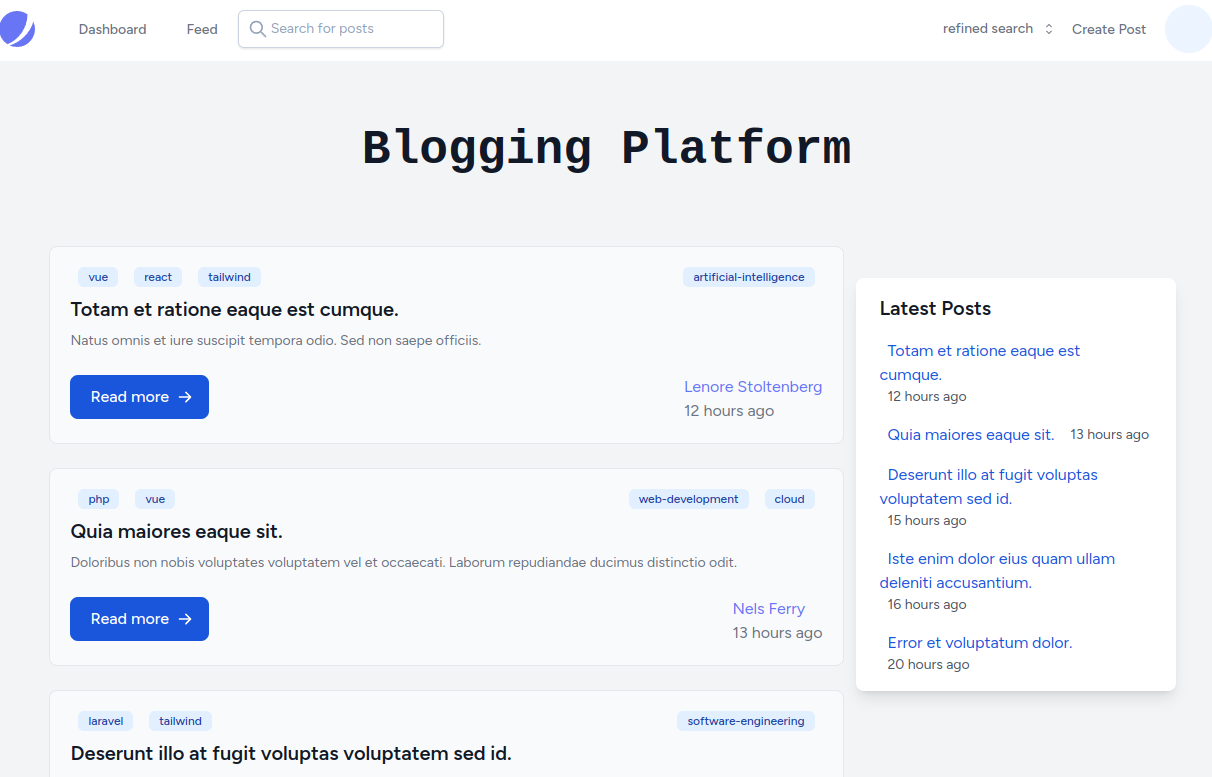 Dashboard Feed Search for posts refined search Create Post
Blogging Platform
vue react tailwind artificial-intelligence
Totam et ratione eaque est cumque.
Natus omnis et iure suscipit tempora odio. Sed non saepe officiis.
Read more
Lenore Stoltenberg
12 hours ago
php vue web-development cloud
Quia maiores eaque sit.
Doloribus non nobis voluptates voluptatem vel et occaecati. Laborum repudiandae ducimus distinctio odit.
Read more
Nels Ferry
13 hours ago
laravel tailwind software-engineering
Deserunt illo at fugit voluptas voluptatem sed id.
Latest Posts
Totam et ratione eaque est
cumque.
12 hours ago
Quia maiores eaque sit. 13 hours ago
Deserunt illo at fugit voluptas
voluptatem sed id.
15 hours ago
Iste enim dolor eius quam ullam
deleniti accusantium.
16 hours ago
Error et voluptatum dolor.
20 hours ago